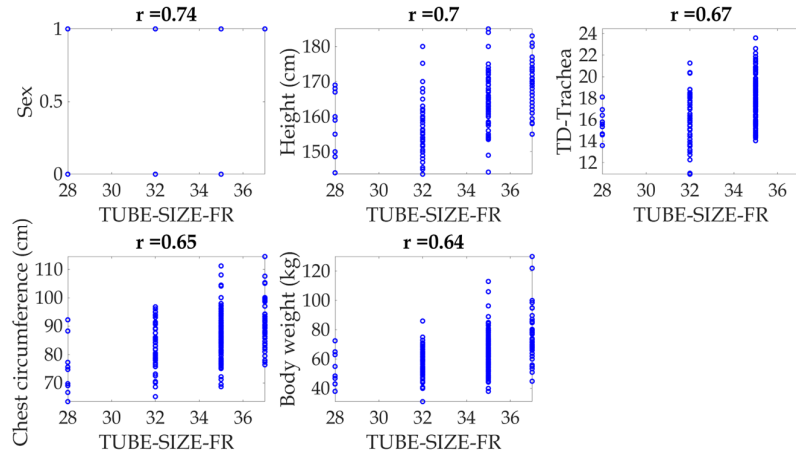 r =0.74
1
0.5
0
Sex
28 30 32 34 36
TUBE-SIZE-FR
r =0.7
180
170
160
150
Height (cm)
28 30 32 34 36
TUBE-SIZE-FR
r =0.67
24
22
20
18
16
14
12
TD-Trachea
28 30 32 34 36
TUBE-SIZE-FR
r =0.65
110
100
90
80
70
Chest circumference (cm)
28 30 32 34 36
TUBE-SIZE-FR
r =0.64
120
100
80
60
40
Body weight (kg)
28 30 32 34 36
TUBE-SIZE-FR